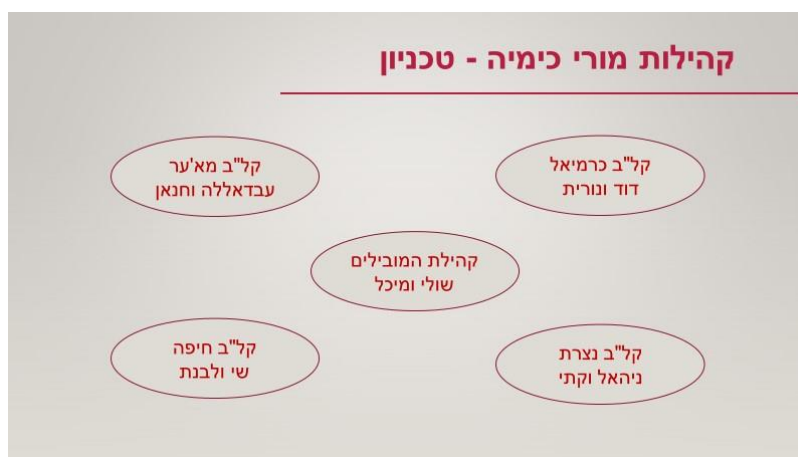 קהילות מורי כימיה - טכניון
קל"ב כרמיאל
דוד ונורית
קל"ב מא'ער
עבדאללה וחנאן
קהילת המובילים
שולי ומיכל
קל"ב נצרת
ניהאל וקתי
קל"ב חיפה
שי ולבנת